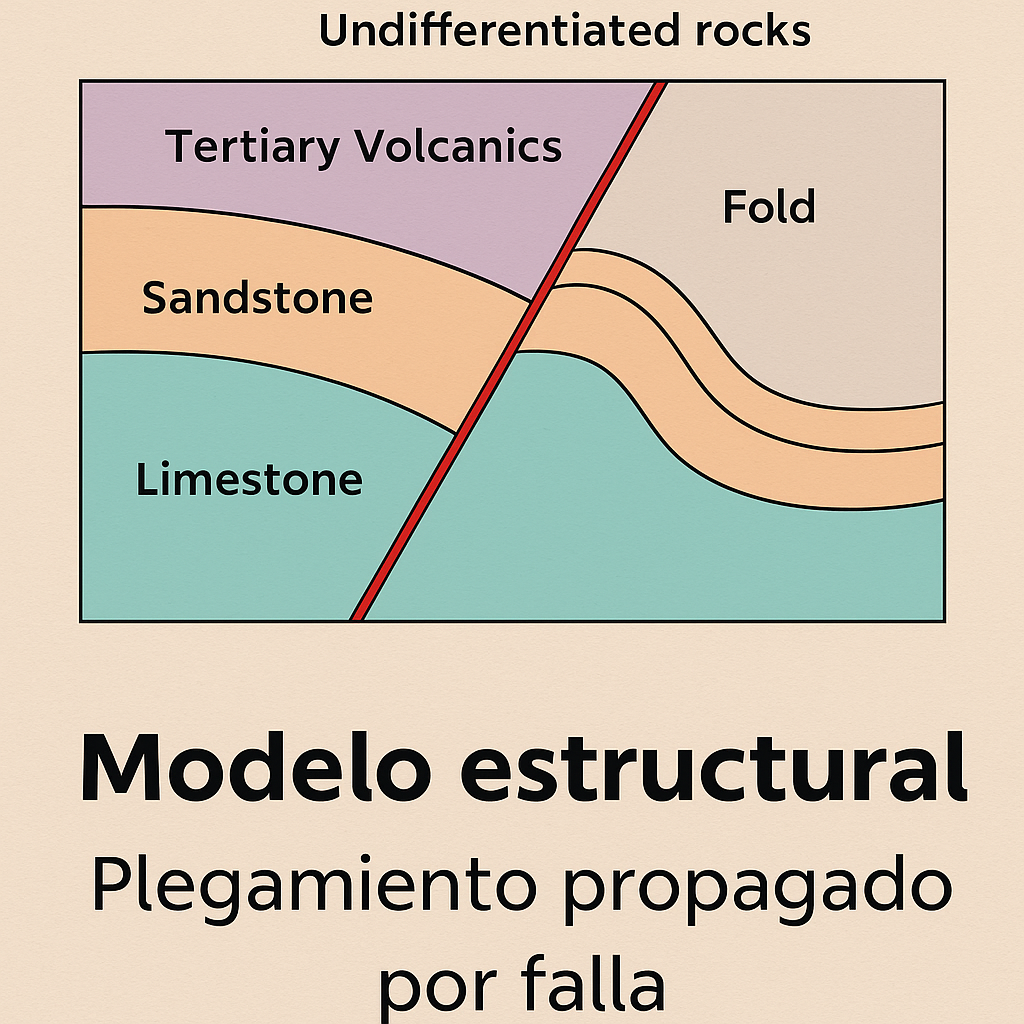 Undifferentiated rocks
Tertiary Volcanics
Fold
Sandstone
Limestone
Modelo estructural
Plegamiento propagado
por falla